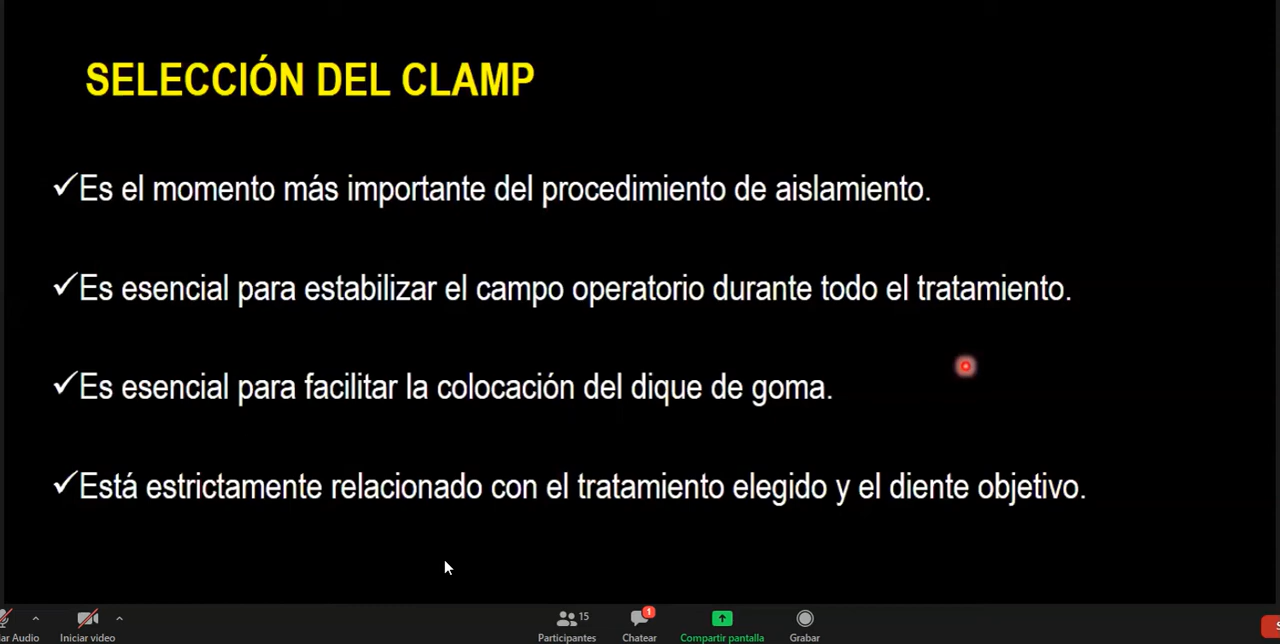 SELECCIÓN DEL CLAMP
✓Es el momento más importante del procedimiento de aislamiento.
✓Es esencial para estabilizar el campo operatorio durante todo el tratamiento.
✓Es esencial para facilitar la colocación del dique de goma.
✓Está estrictamente relacionado con el tratamiento elegido y el diente objetivo.
15 1
Audio Iniciar video Participantes Chatear Compartir pantalla Grabar